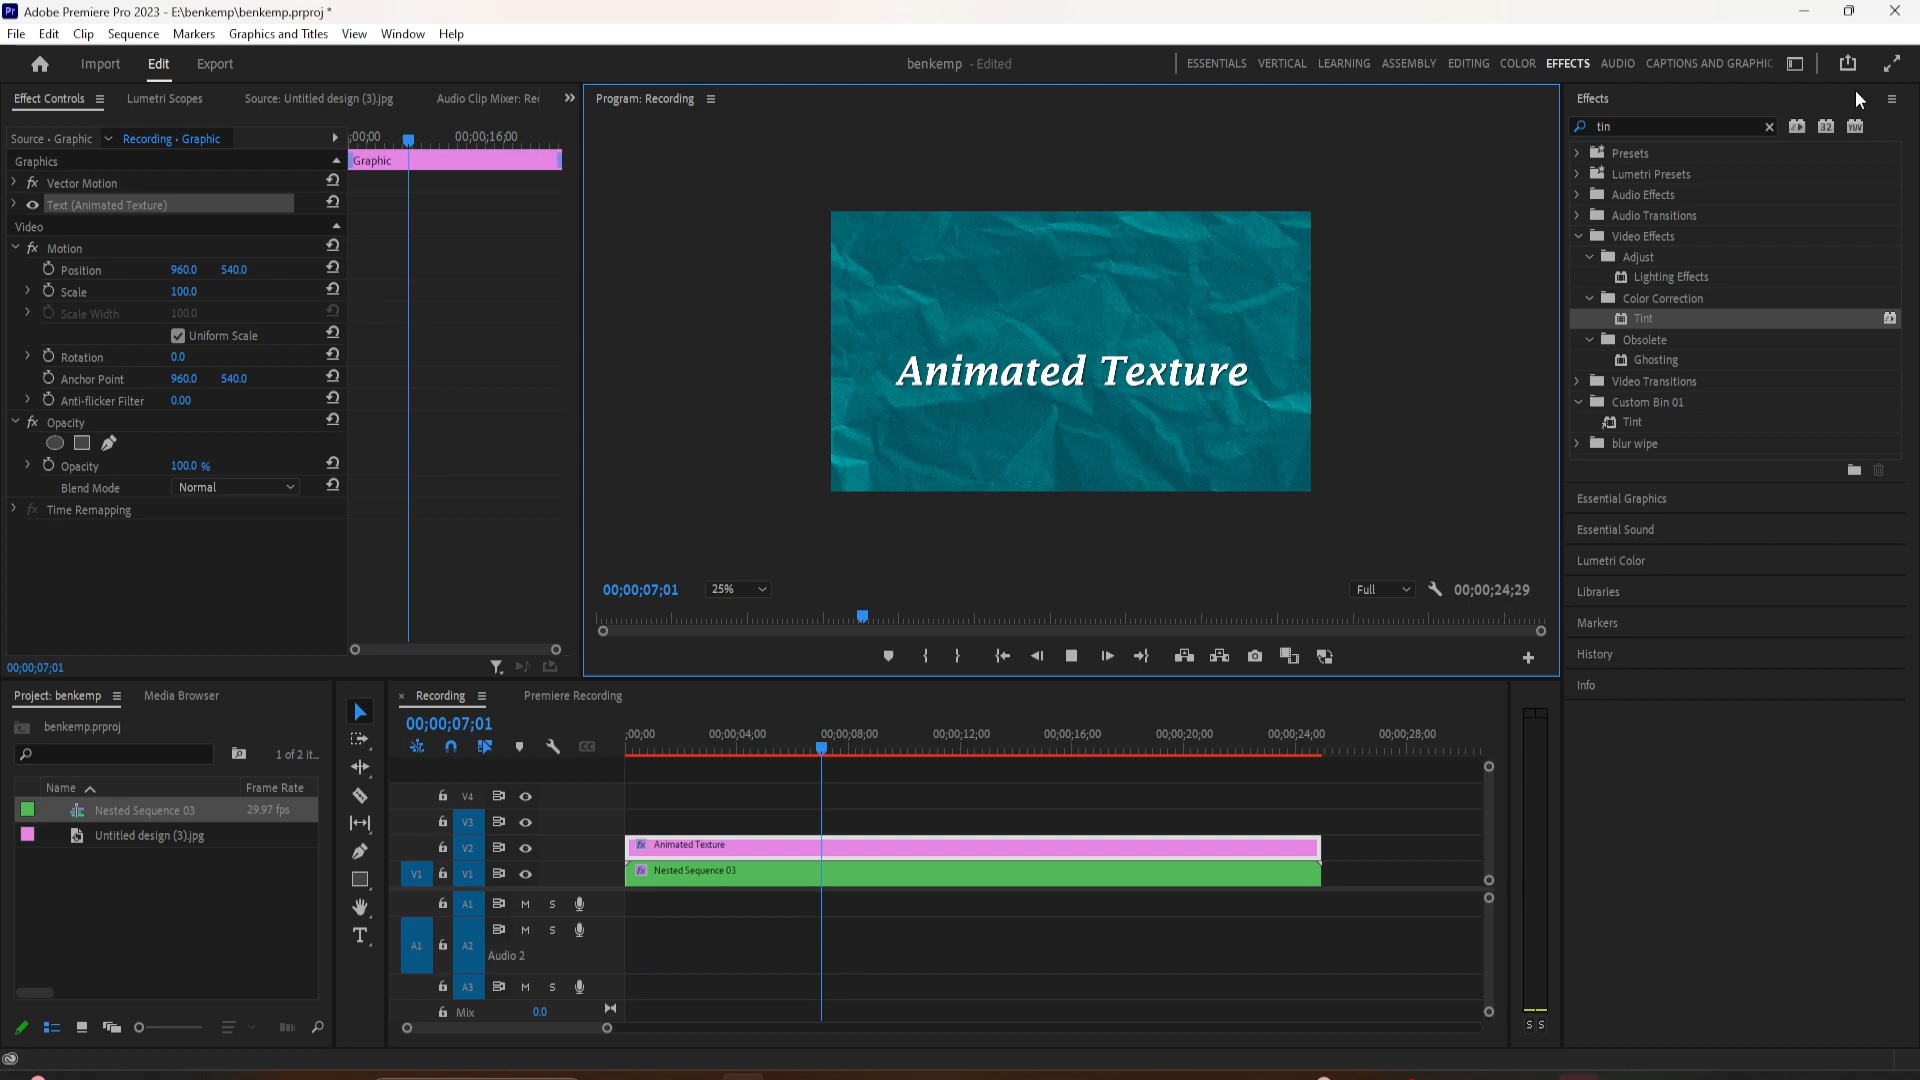 Pr Adobe Premiere Pro 2023 - E:\benkemp\benkemp.prproj *
File Edit Clip Sequence Markers Graphics and Titles View Window Help
Import Edit Export
benkemp - Edited
ESSENTIALS VERTICAL LEARNING ASSEMBLY EDITING COLOR EFFECTS AUDIO CAPTIONS AND GRAPHIC
Effect Controls Lumetri Scopes Source: Untitled design (3).jpg Audio Clip Mixer: Re
Source • Graphic Recording • Graphic
;00;00 00;00;16;00
Graphics
Graphic
fx Vector Motion
Text (Animated Texture)
Video
fx Motion
Position 960.0 540.0
Scale 100.0
Scale Width 100.0
Uniform Scale
Rotation 0.0
Anchor Point 960.0 540.0
Anti-flicker Filter 0.00
fx Opacity
Opacity 100.0 %
Blend Mode Normal
fx Time Remapping
00;00;07;01
Program: Recording
Animated Texture
00;00;07;01 25% Full 00;00;24;29
Effects
tin 32 YUV
Presets
Lumetri Presets
Audio Effects
Audio Transitions
Video Effects
Adjust
Lighting Effects
Color Correction
Tint
Obsolete
Ghosting
Video Transitions
Custom Bin 01
Tint
blur wipe
Essential Graphics
Essential Sound
Lumetri Color
Libraries
Markers
History
Info
Project: benkemp Media Browser
benkemp.prproj
1 of 2 it...
Name Frame Rate
Nested Sequence 03 29.97 fps
Untitled design (3).jpg
T
× Recording Premiere Recording
00;00;07;01
CC
;00;00 00;00;04;00 00;00;08;00 00;00;12;00 00;00;16;00 00;00;20;00 00;00;24;00 00;00;28;00
V4
V3
V2 fx Animated Texture
V1 V1 fx Nested Sequence 03
A1 M S
A1 A2 M S
Audio 2
A3 M S
Mix 0.0
S S